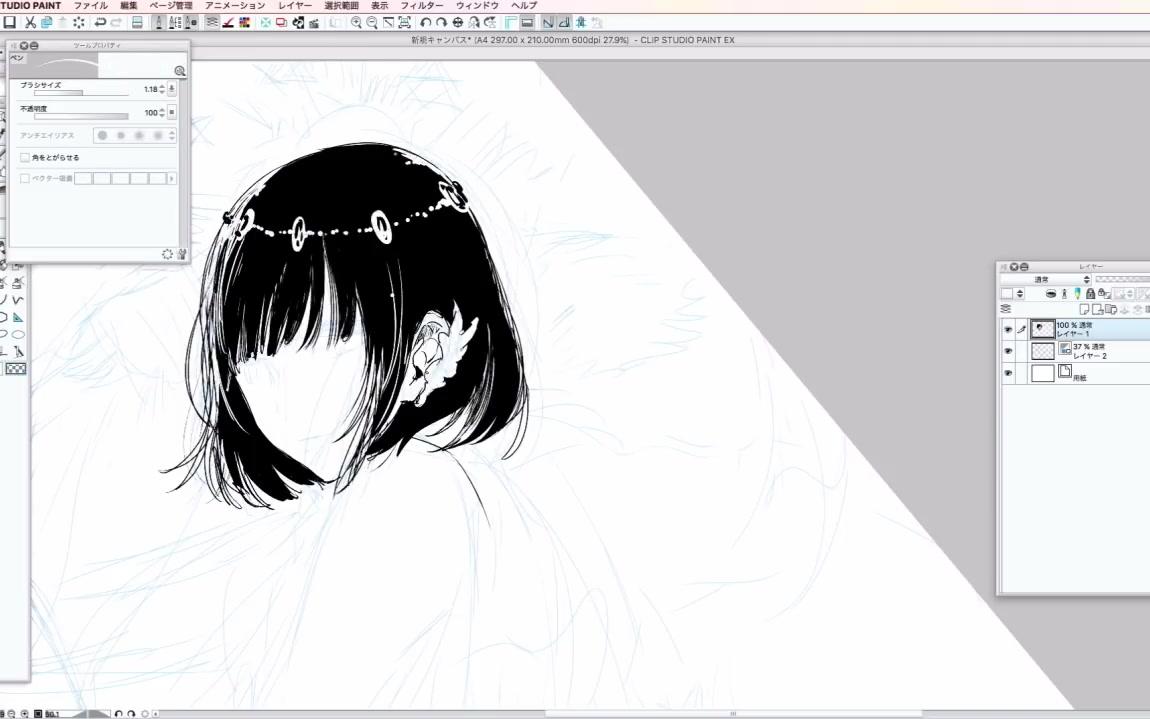 TUDIO PAINT ファイル 編集 ページ管理 アニメーション レイヤー 選択範囲 表示 フィルター ウィンドウ ヘルプ
新規キャンバス* (A4 297.00 x 210.00mm 600dpi 27.9%) - CLIP STUDIO PAINT EX
ツールプロパティ
ペン
ブラシサイズ 1.18
不透明度 100
アンチエイリアス
角をとがらせる
ベクター吸着
レイヤー
通常
100 % 通常
レイヤー 1
37 % 通常
レイヤー 2
用紙